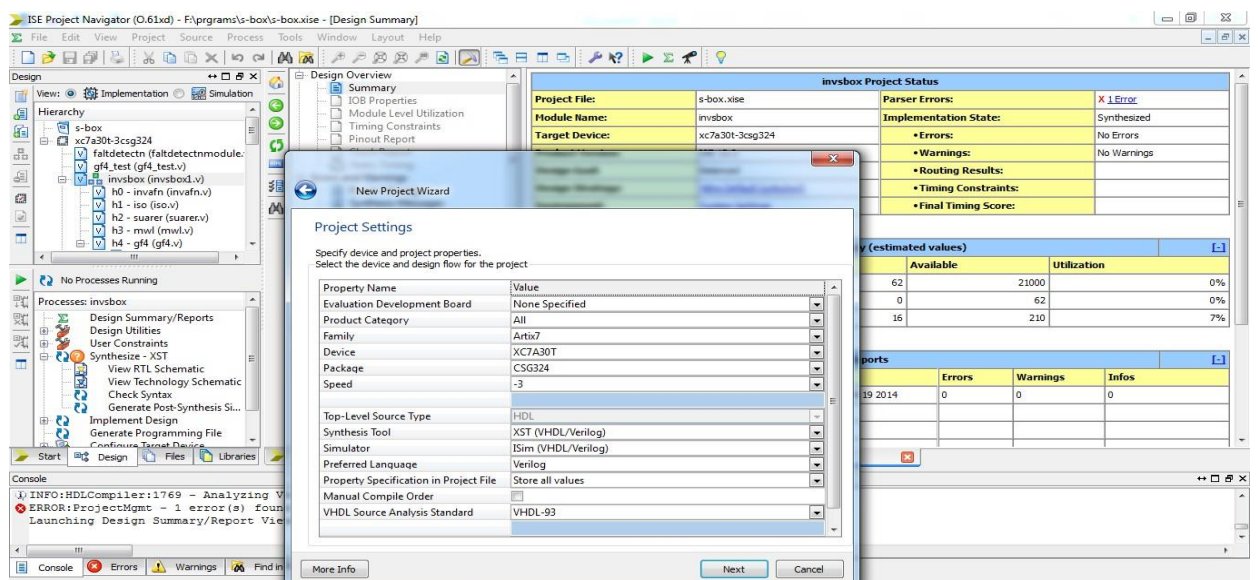 ISE Project Navigator (O.61xd) - F:\prgrams\s-box\s-box.xise - [Design Summary]
File Edit View Project Source Process Tools Window Layout Help
Design
View: Implementation Simulation
Hierarchy
s-box
xc7a30t-3csg324
faltdetectn (faltdetectnmodule.
gf4_test (gf4_test.v)
invsbox (invsbox1.v)
h0 - invafn (invafn.v)
h1 - iso (iso.v)
h2 - suarer (suarer.v)
h3 - mwl (mwl.v)
h4 - gf4 (gf4.v)
No Processes Running
Processes: invsbox
Design Summary/Reports
Design Utilities
User Constraints
Synthesize - XST
View RTL Schematic
View Technology Schematic
Check Syntax
Generate Post-Synthesis Si...
Implement Design
Generate Programming File
Configure Target Device
Start Design Files Libraries
Design Overview
Summary
IOB Properties
Module Level Utilization
Timing Constraints
Pinout Report
invsbox Project Status
Project File: s-box.xise Parser Errors: X 1 Error
Module Name: invsbox Implementation State: Synthesized
Target Device: xc7a30t-3csg324 •Errors: No Errors
•Warnings: No Warnings
•Routing Results:
•Timing Constraints:
•Final Timing Score:
y (estimated values) [-]
Available Utilization
62 21000 0%
0 62 0%
16 210 7%
ports [-]
Errors Warnings Infos
19 2014 0 0 0
New Project Wizard
Project Settings
Specify device and project properties.
Select the device and design flow for the project
Property Name Value
Evaluation Development Board None Specified
Product Category All
Family Artix7
Device XC7A30T
Package CSG324
Speed -3
Top-Level Source Type HDL
Synthesis Tool XST (VHDL/Verilog)
Simulator ISim (VHDL/Verilog)
Preferred Language Verilog
Property Specification in Project File Store all values
Manual Compile Order
VHDL Source Analysis Standard VHDL-93
More Info Next Cancel
Console
INFO:HDLCompiler:1769 - Analyzing V
ERROR:ProjectMgmt - 1 error(s) foun
Launching Design Summary/Report Vie
Console Errors Warnings Find in